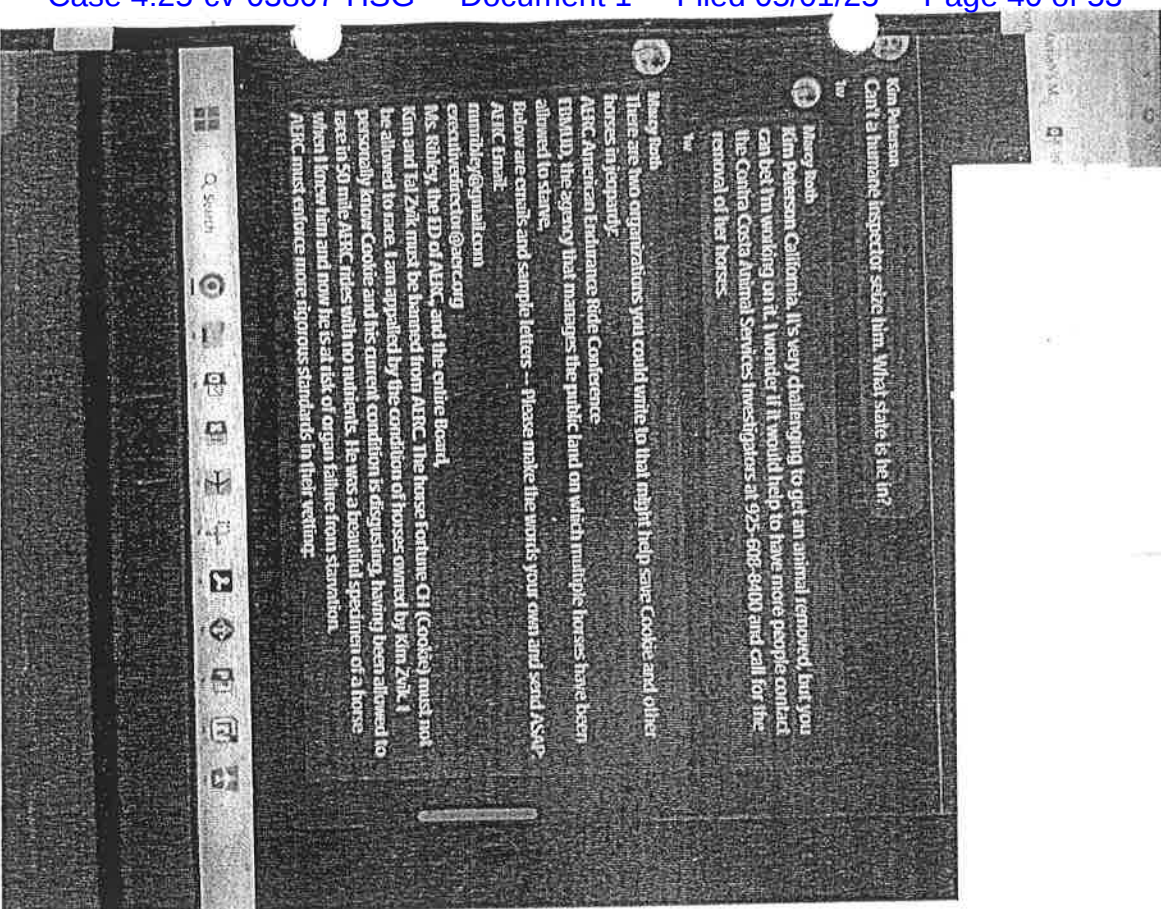 Case 4:25-cv-03807-HSG Document 1 Filed 05/01/25 Page 46 of 53
Kim Peterson
Can't a humane inspector seize him. What state is he in?
1w
Marcy Roth
Kim Peterson California. It's very challenging to get an animal removed, but you
can bet I'm working on it. I wonder if it would help to have more people contact
the Contra Costa Animal Services Investigators at 925-608-8400 and call for the
removal of her horses.
1w
Marcy Roth
There are two organizations you could write to that might help save Cookie and other
horses in jeopardy.
AERC American Endurance Ride Conference
EBMUD, the agency that manages the public land on which multiple horses have been
allowed to starve.
Below are emails and sample letters -- Please make the words your own and send ASAP:
AERC Email:
executivedirector@aerc.org
and the entire Board,
Kim and Tal Zvik must be banned from AERC. The horse Fortune CH (Cookie) must not
be allowed to race. I am appalled by the condition of horses owned by Kim Zvik. I
personally know Cookie and his current condition is disgusting, having been allowed to
race in 50 mile AERC rides with no nutrients. He was a beautiful specimen of a horse
when I knew him and now he is at risk of organ failure from starvation.
AERC must enforce more rigorous standards in their vetting.
Search